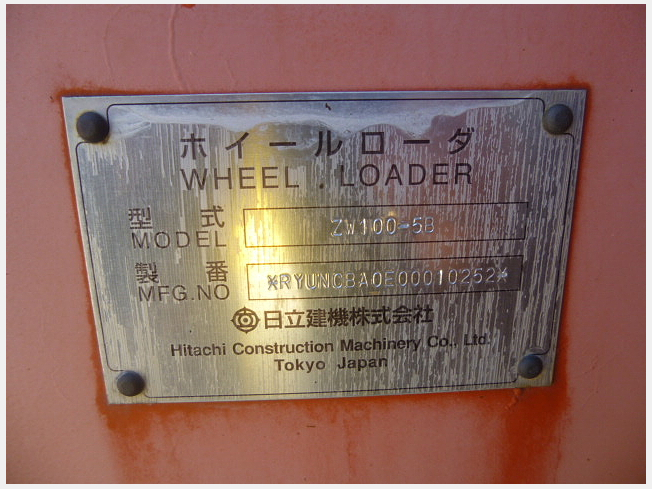 ホイールローダ
WHEEL . LOADER
型 式
MODEL
ZW100-5B
製 番
MFG.NO
*RYUNCBA0E00010252*
日立建機株式会社
Hitachi Construction Machinery Co., Ltd.
Tokyo Japan